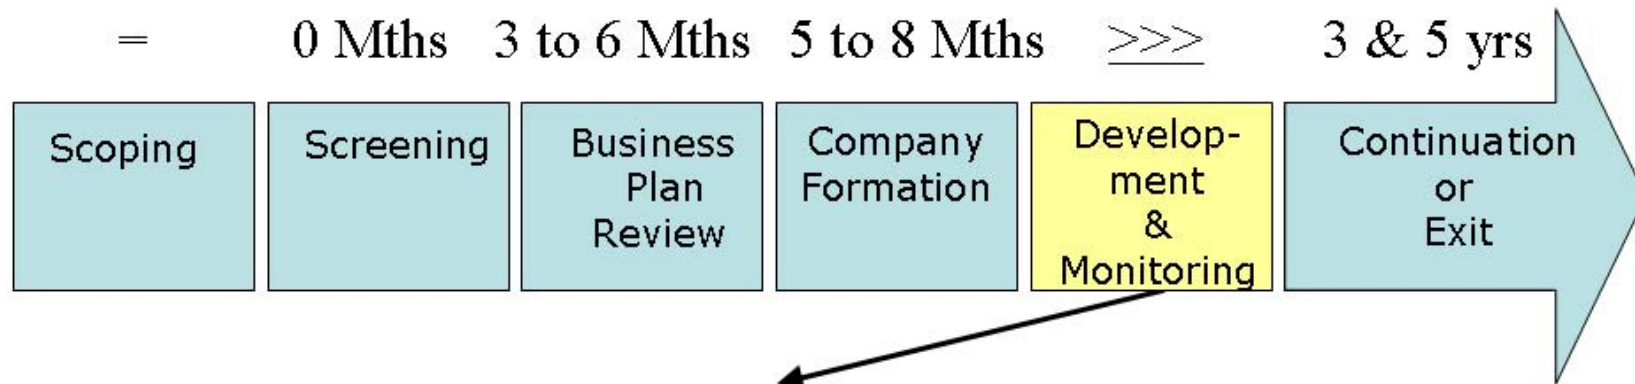 = 0 Mths 3 to 6 Mths 5 to 8 Mths >>> 3 & 5 yrs
Scoping
Screening
Business
Plan
Review
Company
Formation
Develop-
ment
&
Monitoring
Continuation
or
Exit